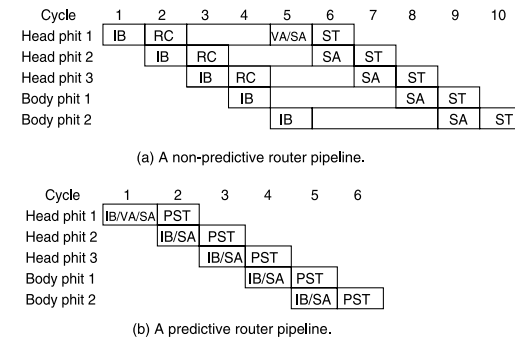 Cycle 1 2 3 4 5 6 7 8 9 10
Head phit 1 IB RC VA/SA ST
Head phit 2 IB RC SA ST
Head phit 3 IB RC SA ST
Body phit 1 IB SA ST
Body phit 2 IB SA ST
(a) A non-predictive router pipeline.
Cycle 1 2 3 4 5 6
Head phit 1 IB/VA/SA PST
Head phit 2 IB/SA PST
Head phit 3 IB/SA PST
Body phit 1 IB/SA PST
Body phit 2 IB/SA PST
(b) A predictive router pipeline.